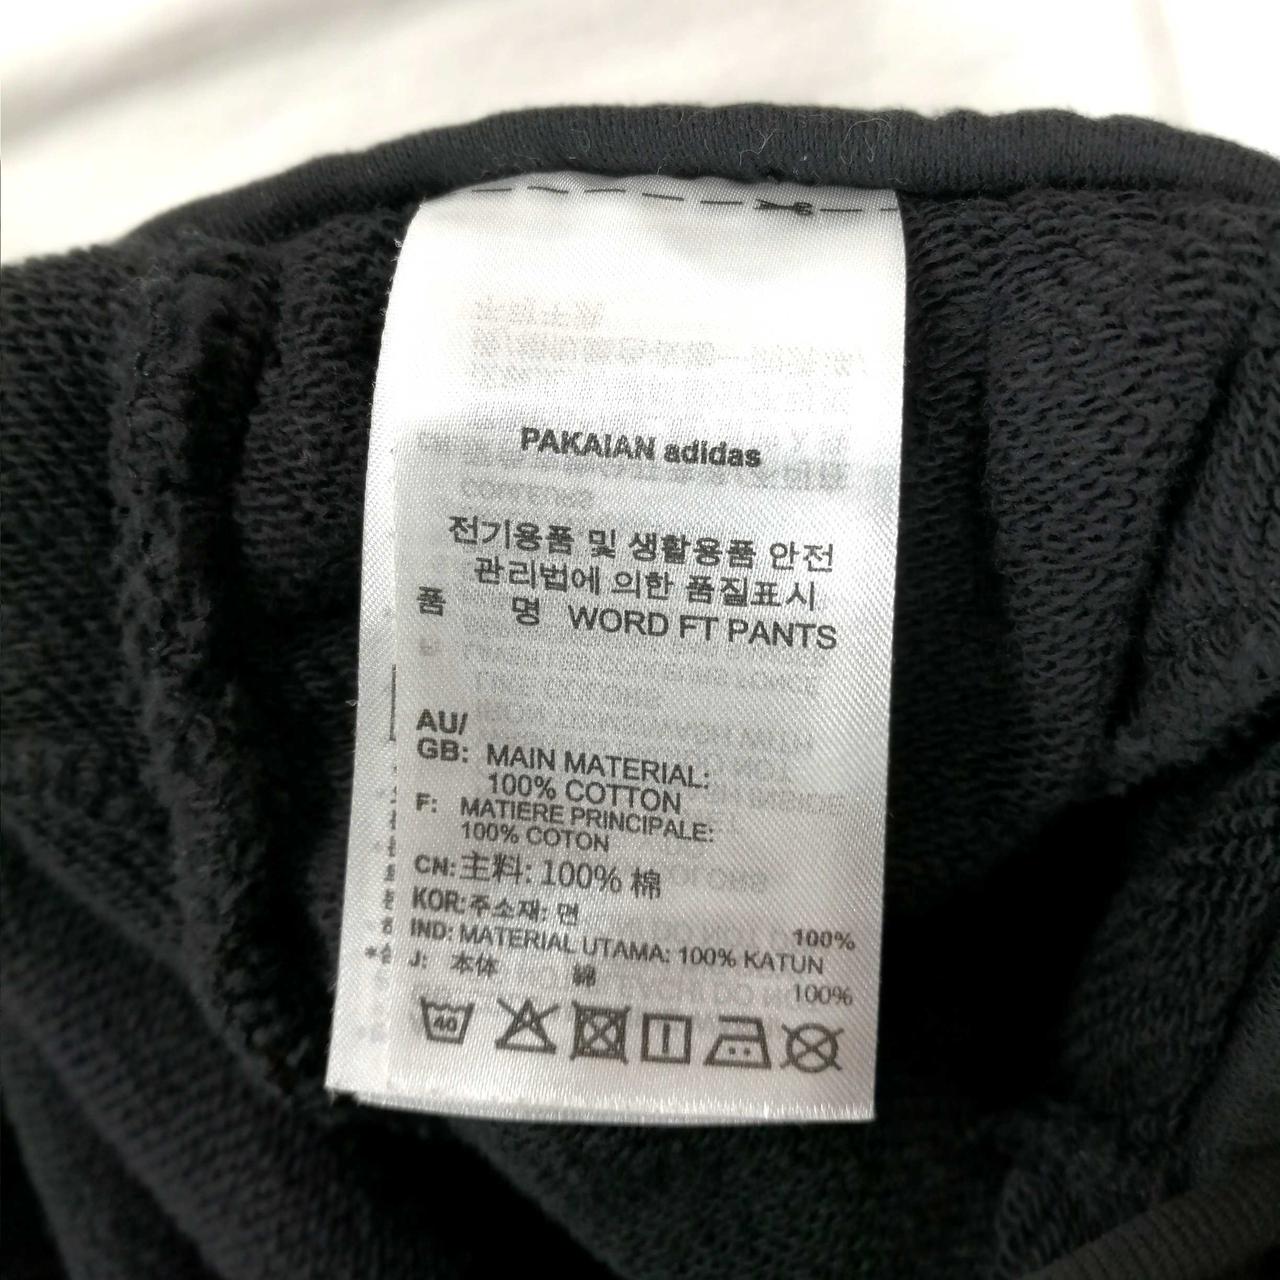 PAKAIAN adidas
전기용품 및 생활용품 안전
관리법에 의한 품질표시
품 명 WORD FT PANTS
AU/
GB: MAIN MATERIAL:
100% COTTON
F: MATIERE PRINCIPALE:
100% COTON
CN: 主料: 100% 棉
KOR: 주소재: 면 100%
IND: MATERIAL UTAMA: 100% KATUN
J: 本体 綿 100%
40